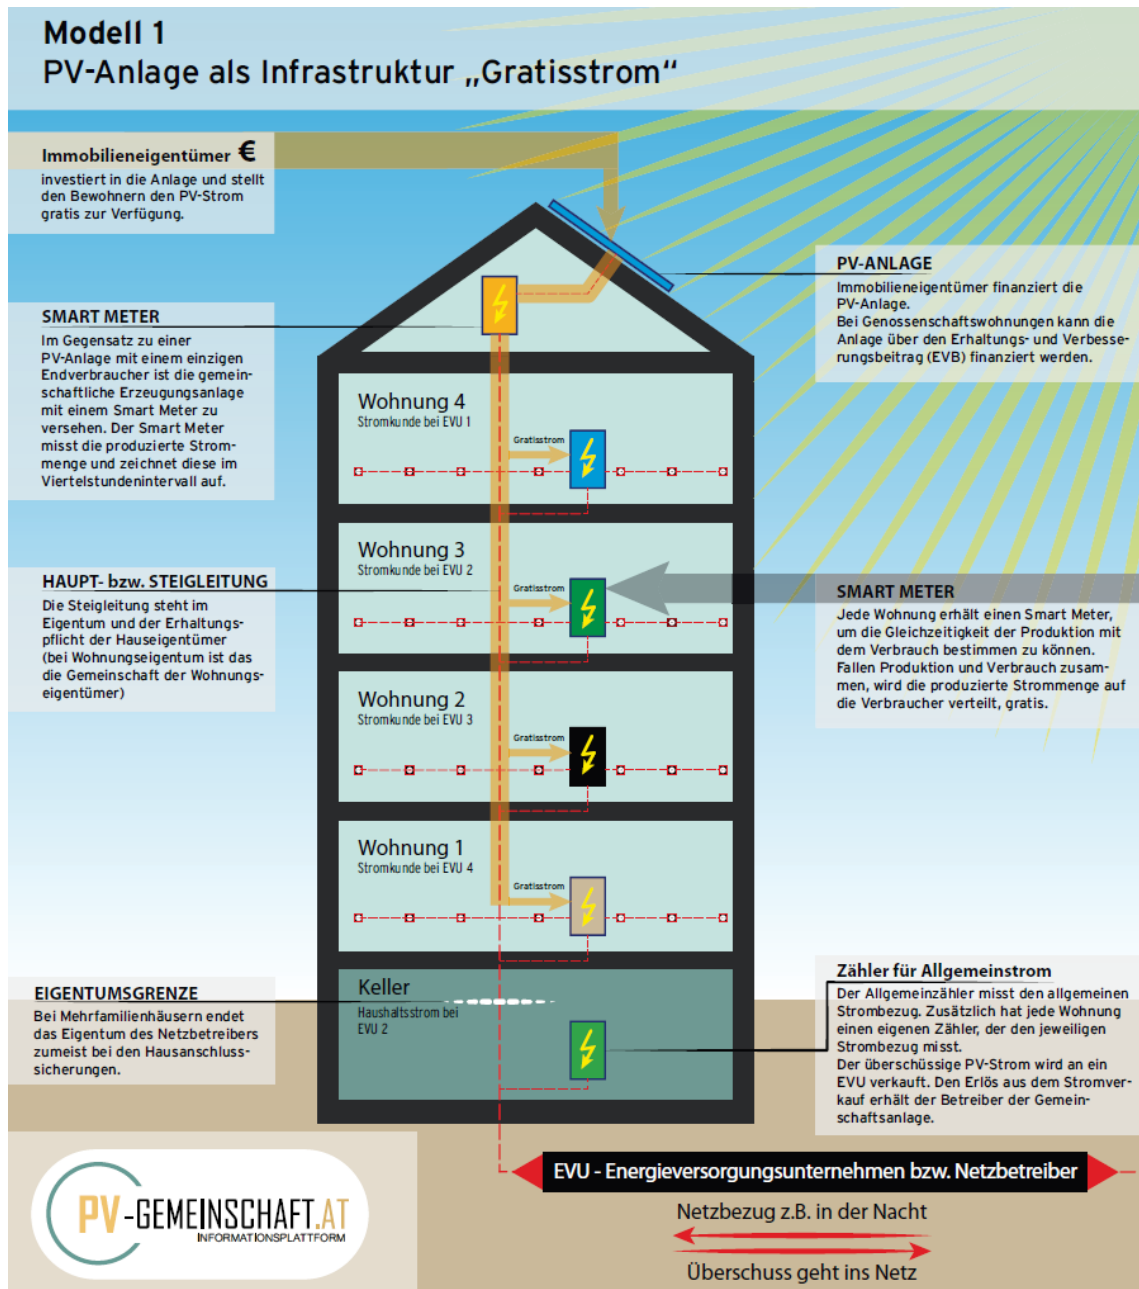 Modell 1
PV-Anlage als Infrastruktur „Gratisstrom“
Immobilieneigentümer €
investiert in die Anlage und stellt
den Bewohnern den PV-Strom
gratis zur Verfügung.
SMART METER
Im Gegensatz zu einer
PV-Anlage mit einem einzigen
Endverbraucher ist die gemein-
schaftliche Erzeugungsanlage
mit einem Smart Meter zu
versehen. Der Smart Meter
misst die produzierte Strom-
menge und zeichnet diese im
Viertelstundenintervall auf.
HAUPT- bzw. STEIGLEITUNG
Die Steigleitung steht im
Eigentum und der Erhaltungs-
pflicht der Hauseigentümer
(bei Wohnungseigentum ist das
die Gemeinschaft der Wohnungs-
eigentümer)
EIGENTUMSGRENZE
Bei Mehrfamilienhäusern endet
das Eigentum des Netzbetreibers
zumeist bei den Hausanschluss-
sicherungen.
Wohnung 4
Stromkunde bei EVU 1
Gratisstrom
Wohnung 3
Stromkunde bei EVU 2
Gratisstrom
Wohnung 2
Stromkunde bei EVU 3
Gratisstrom
Wohnung 1
Stromkunde bei EVU 4
Gratisstrom
Keller
Haushaltsstrom bei
EVU 2
PV-ANLAGE
Immobilieneigentümer finanziert die
PV-Anlage.
Bei Genossenschaftswohnungen kann die
Anlage über den Erhaltungs- und Verbesse-
rungsbeitrag (EVB) finanziert werden.
SMART METER
Jede Wohnung erhält einen Smart Meter,
um die Gleichzeitigkeit der Produktion mit
dem Verbrauch bestimmen zu können.
Fallen Produktion und Verbrauch zusam-
men, wird die produzierte Strommenge auf
die Verbraucher verteilt, gratis.
Zähler für Allgemeinstrom
Der Allgemeinzähler misst den allgemeinen
Strombezug. Zusätzlich hat jede Wohnung
einen eigenen Zähler, der den jeweiligen
Strombezug misst.
Der überschüssige PV-Strom wird an ein
EVU verkauft. Den Erlös aus dem Stromver-
kauf erhält der Betreiber der Gemein-
schaftsanlage.
EVU - Energieversorgungsunternehmen bzw. Netzbetreiber
Netzbezug z.B. in der Nacht
Überschuss geht ins Netz
PV-GEMEINSCHAFT.AT
INFORMATIONSPLATTFORM